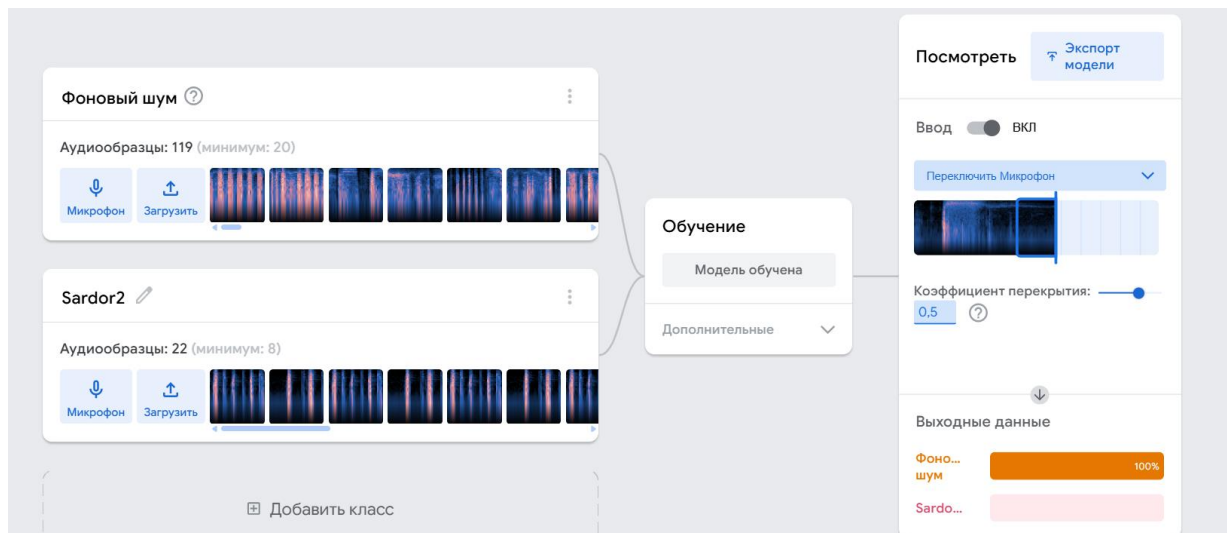 Фоновый шум
Аудиообразцы: 119 (минимум: 20)
Микрофон
Загрузить
Sardor2
Аудиообразцы: 22 (минимум: 8)
Микрофон
Загрузить
Добавить класс
Обучение
Модель обучена
Дополнительные
Посмотреть
Экспорт
модели
Ввод
ВКЛ
Переключить Микрофон
Коэффициент перекрытия:
0,5
Выходные данные
Фоно...
шум
100%
Sardo...